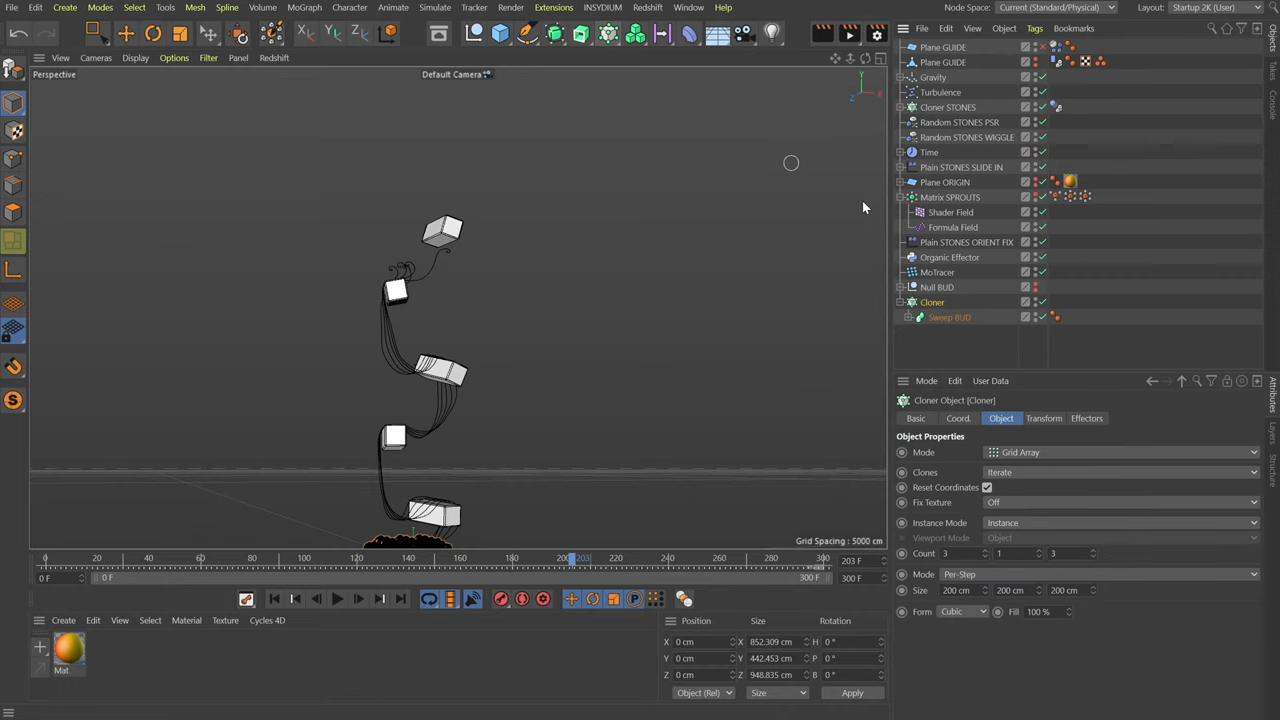 File Edit Create Modes Select Tools Mesh Spline Volume MoGraph Character Animate Simulate Tracker Render Extensions INSYDIUM Redshift Window Help Node Space: Current (Standard/Physical) Layout: Startup 2K (User)
X Y Z
File Edit View Object Tags Bookmarks
View Cameras Display Options Filter Panel Redshift
Perspective Default Camera
Y
Z X
Plane GUIDE
Plane GUIDE
Gravity
Turbulence
Cloner STONES
Random STONES PSR
Random STONES WIGGLE
Time
Plain STONES SLIDE IN
Plane ORIGIN
Matrix SPROUTS
Shader Field
Formula Field
Plain STONES ORIENT FIX
Organic Effector
MoTracer
Null BUD
Cloner
Sweep BUD
Objects
Takes
Console
Mode Edit User Data
Cloner Object [Cloner]
Basic Coord. Object Transform Effectors
Object Properties
Mode Grid Array
Clones Iterate
Reset Coordinates
Fix Texture Off
Instance Mode Instance
Viewport Mode Object
Count 3 1 3
Mode Per-Step
Size 200 cm 200 cm 200 cm
Form Cubic Fill 100 %
Attributes
Layers
Structure
Grid Spacing : 5000 cm
0 20 40 60 80 100 120 140 160 180 200 203 220 240 260 280 300 203 F
0 F 0 F 300 F 300 F
P
Create Edit View Select Material Texture Cycles 4D
Mat
Position Size Rotation
X 0 cm X 852.309 cm H 0 °
Y 0 cm Y 442.453 cm P 0 °
Z 0 cm Z 948.835 cm B 0 °
Object (Rel) Size Apply